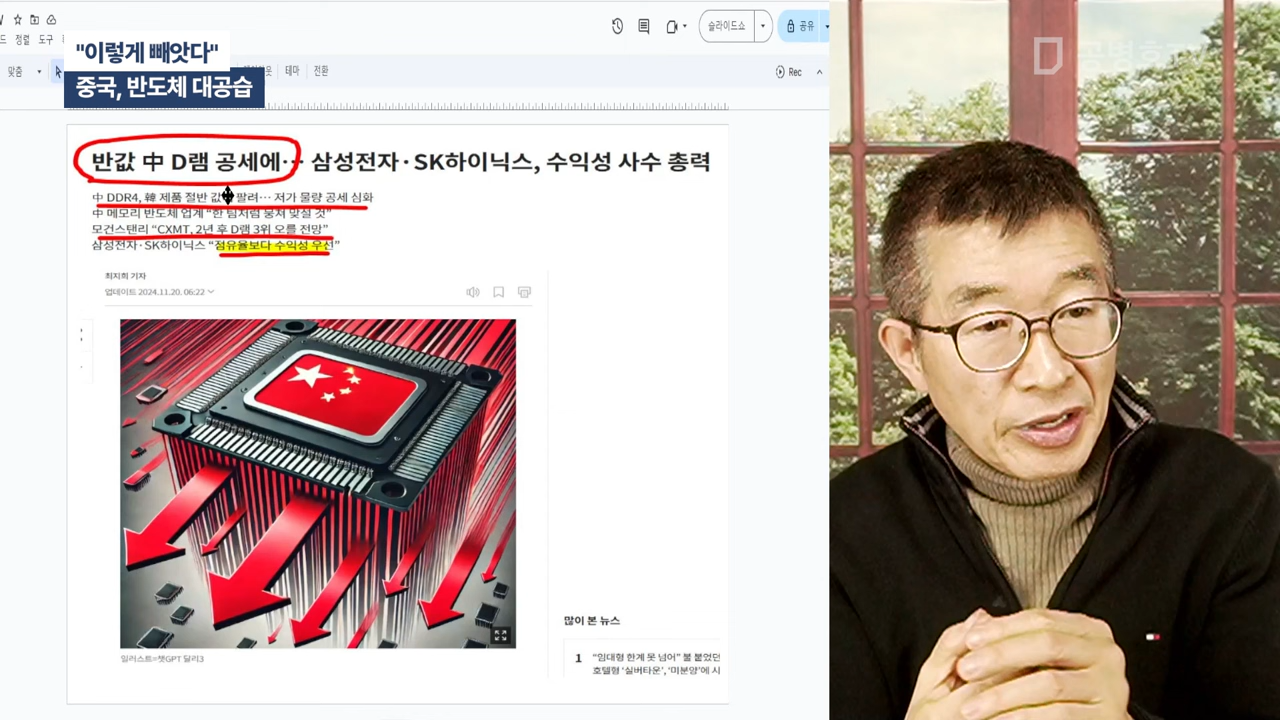 정렬 도구
슬라이드쇼
공유
"이렇게 빼앗다"
중국, 반도체 대공습
맞춤
테마
전환
Rec
공병호
반값 中 D램 공세에… 삼성전자·SK하이닉스, 수익성 사수 총력
中 DDR4, 韓 제품 절반 값 팔려… 저가 물량 공세 심화
中 메모리 반도체 업계 “한 팀처럼 뭉쳐 맞설 것”
모건스탠리 “CXMT, 2년 후 D램 3위 오를 전망”
삼성전자·SK하이닉스 “점유율보다 수익성 우선”
최지희 기자
업데이트 2024.11.20. 06:22
일러스트=챗GPT 달리3
많이 본 뉴스
1 “임대형 한계 못 넘어” 불 붙었던
호텔형 ‘실버타운’, ‘미분양’에 시